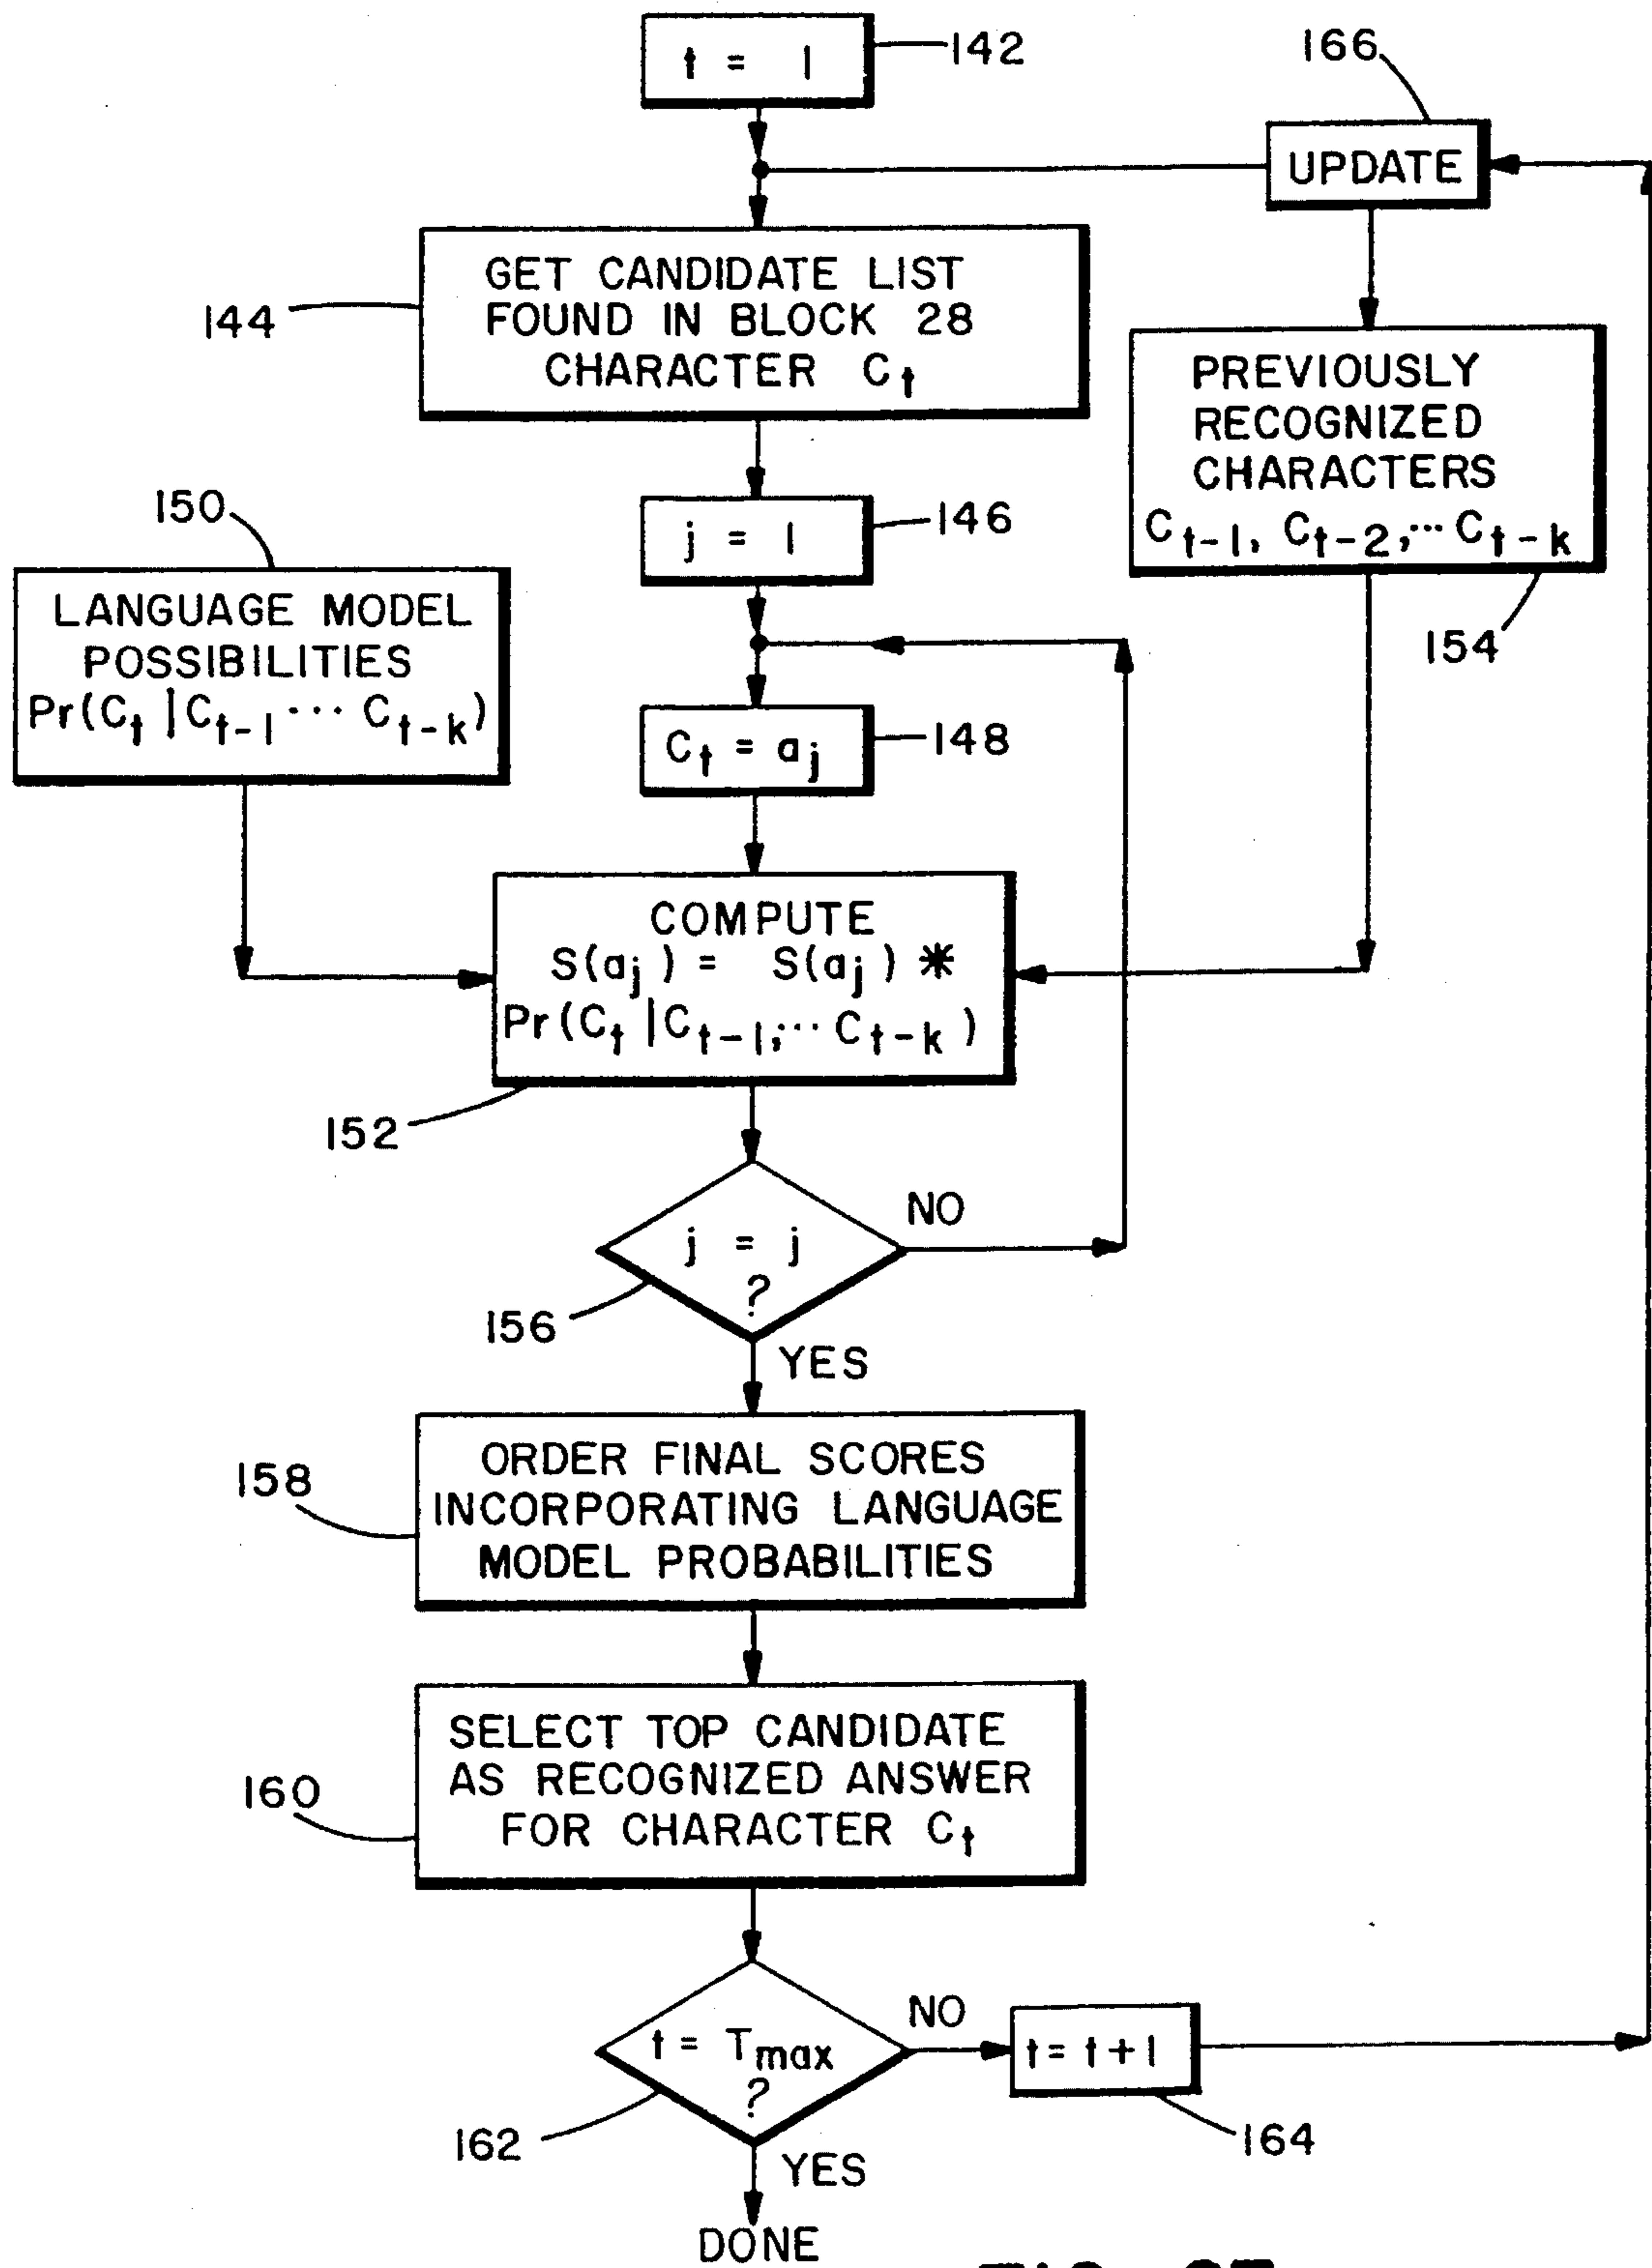 t = 1
142
166
UPDATE
GET CANDIDATE LIST
FOUND IN BLOCK 28
CHARACTER Ct
144
PREVIOUSLY
RECOGNIZED
CHARACTERS
Ct-1, Ct-2,... Ct-k
154
j = 1
146
150
LANGUAGE MODEL
POSSIBILITIES
Pr(Ct |Ct-1 ... Ct-k)
Ct = aj
148
COMPUTE
S(aj) = S(aj) *
Pr(Ct |Ct-1,... Ct-k)
152
j = j
?
NO
156
YES
ORDER FINAL SCORES
INCORPORATING LANGUAGE
MODEL PROBABILITIES
158
SELECT TOP CANDIDATE
AS RECOGNIZED ANSWER
FOR CHARACTER Ct
160
t = Tmax
?
NO
t = t+1
162
164
YES
DONE